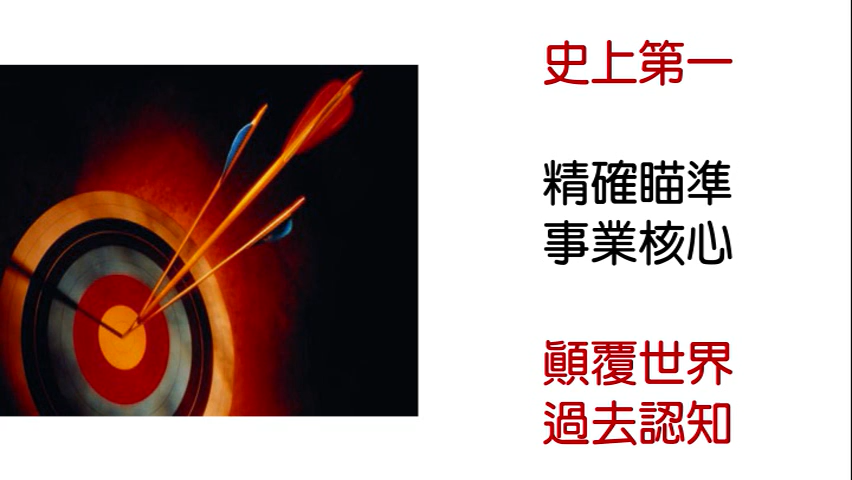 史上第一
精確瞄準
事業核心
顛覆世界
過去認知